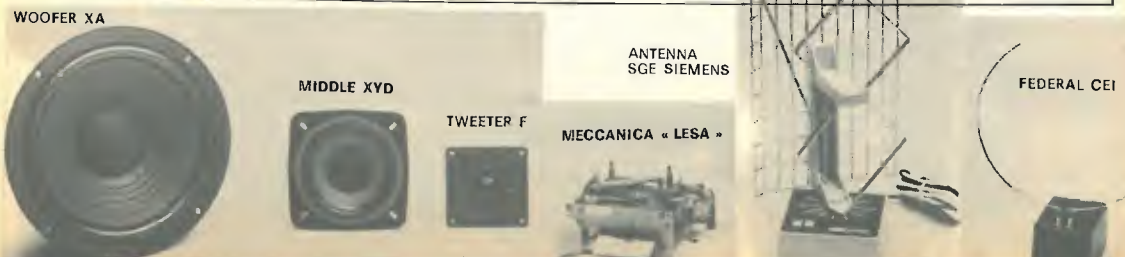 WOOFER XA
MIDDLE XYD
TWEETER F
MECCANICA « LESA »
ANTENNA
SGE SIEMENS
FEDERAL CEI